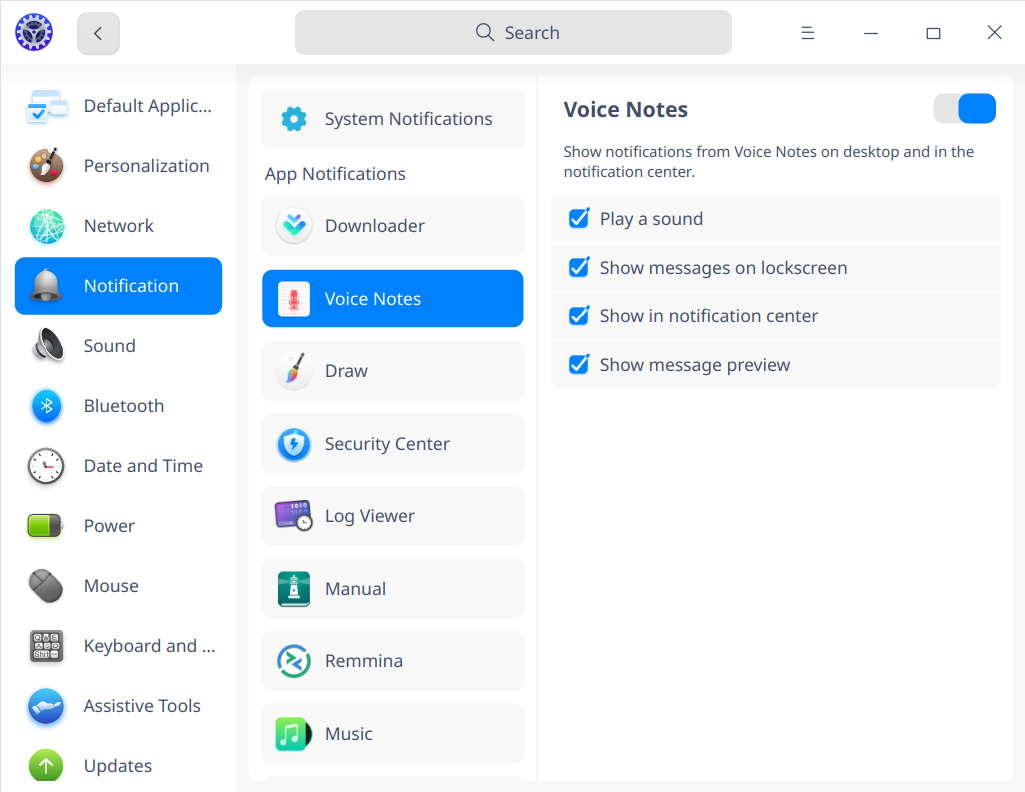 Search
Default Applic...
Personalization
Network
Notification
Sound
Bluetooth
Date and Time
Power
Mouse
Keyboard and ...
Assistive Tools
Updates
System Notifications
App Notifications
Downloader
Voice Notes
Draw
Security Center
Log Viewer
Manual
Remmina
Music
Voice Notes
Show notifications from Voice Notes on desktop and in the
notification center.
Play a sound
Show messages on lockscreen
Show in notification center
Show message preview